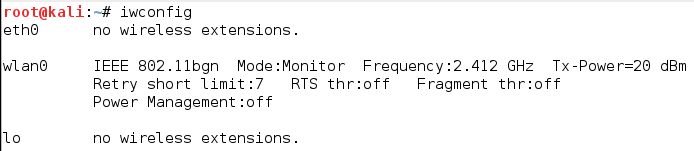 root@kali:~# iwconfig
eth0      no wireless extensions.
wlan0     IEEE 802.11bgn  Mode:Monitor  Frequency:2.412 GHz  Tx-Power=20 dBm
          Retry short limit:7   RTS thr:off   Fragment thr:off
          Power Management:off
lo        no wireless extensions.